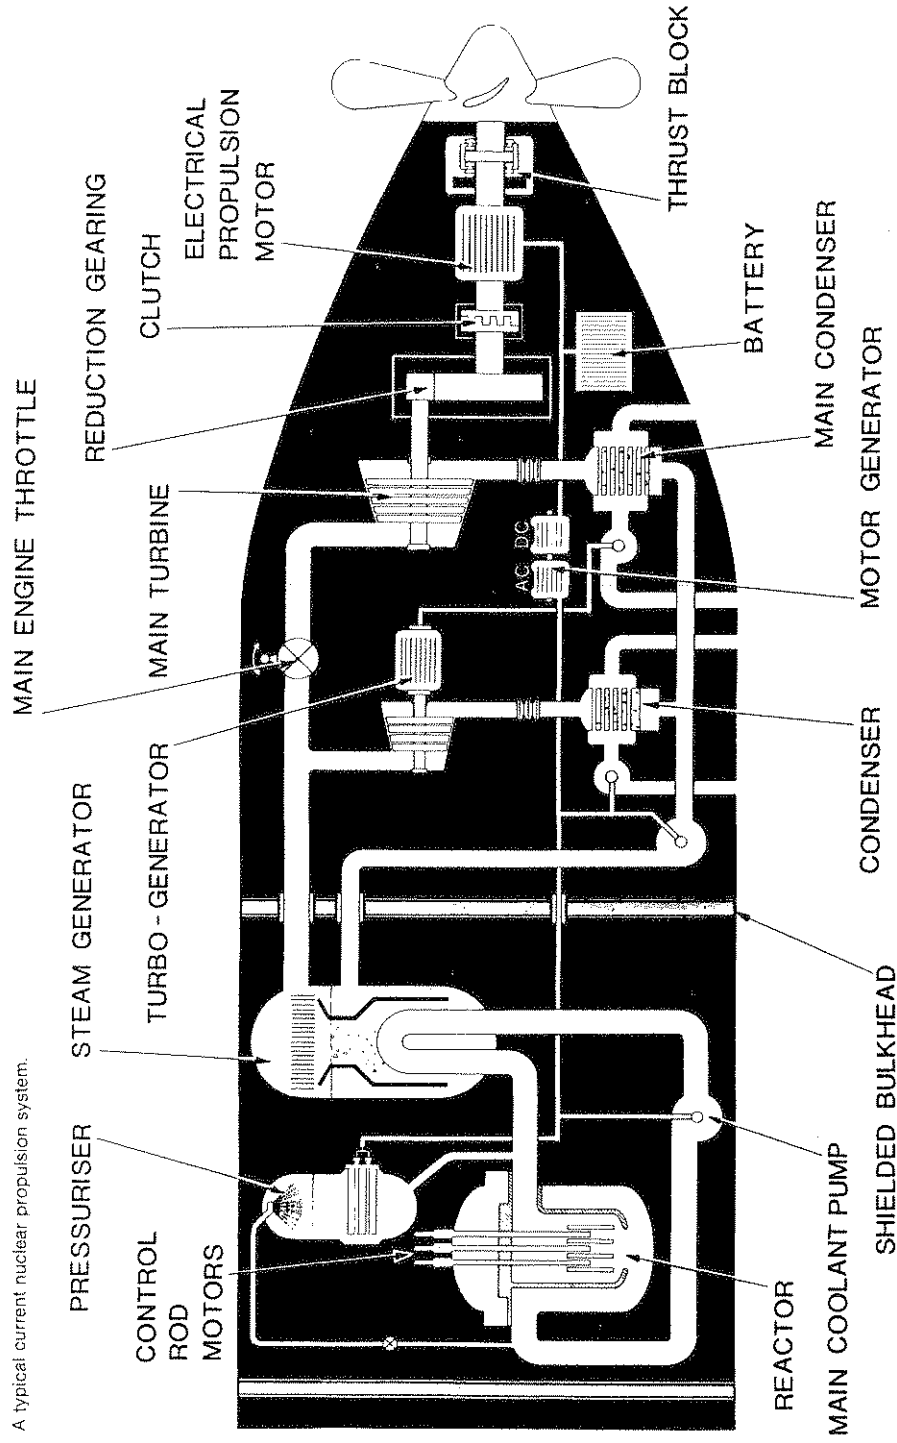 A typical current nuclear propulsion system.
PRESSURISER
STEAM GENERATOR
MAIN ENGINE THROTTLE
CONTROL
ROD
MOTORS
TURBO - GENERATOR
MAIN TURBINE
REDUCTION GEARING
CLUTCH
ELECTRICAL
PROPULSION
MOTOR
AC
DC
THRUST BLOCK
BATTERY
MAIN CONDENSER
MOTOR GENERATOR
CONDENSER
SHIELDED BULKHEAD
MAIN COOLANT PUMP
REACTOR